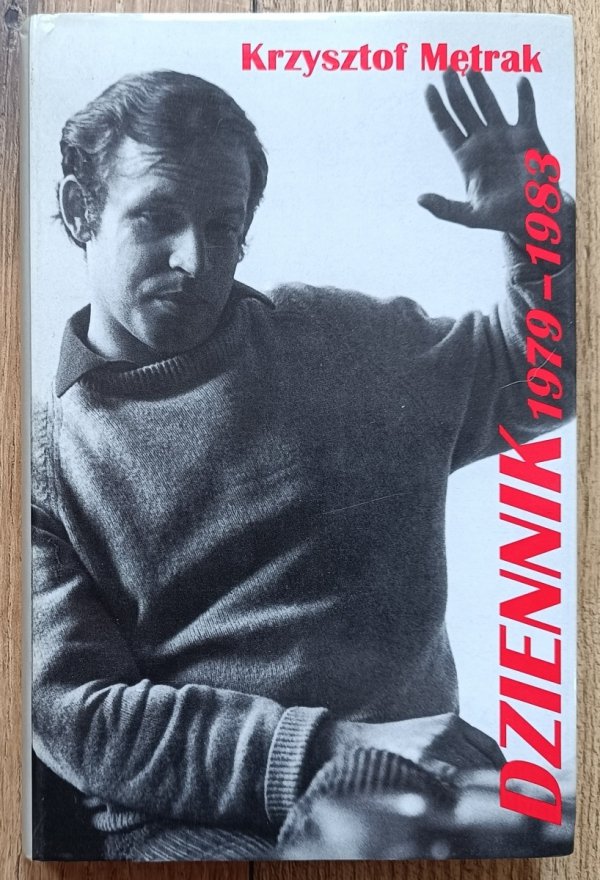 Krzysztof Mętrak
DZIENNIK 1979 – 1983